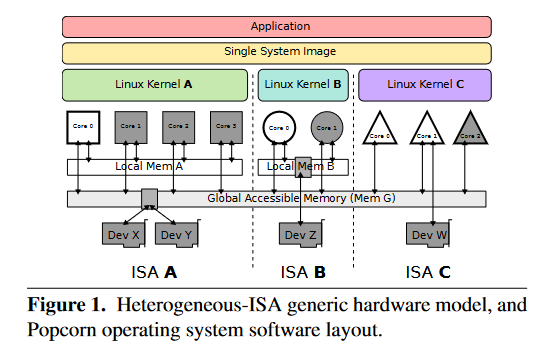 Application
Single System Image
Linux Kernel A Linux Kernel B Linux Kernel C
Core 0 Core 1 Core 2 Core 3 Core 0 Core 1 Core 0 Core 1 Core 2
Local Mem A Local Mem B
Global Accessible Memory (Mem G)
Dev X Dev Y Dev Z Dev W
ISA A ISA B ISA C
Figure 1. Heterogeneous-ISA generic hardware model, and
Popcorn operating system software layout.